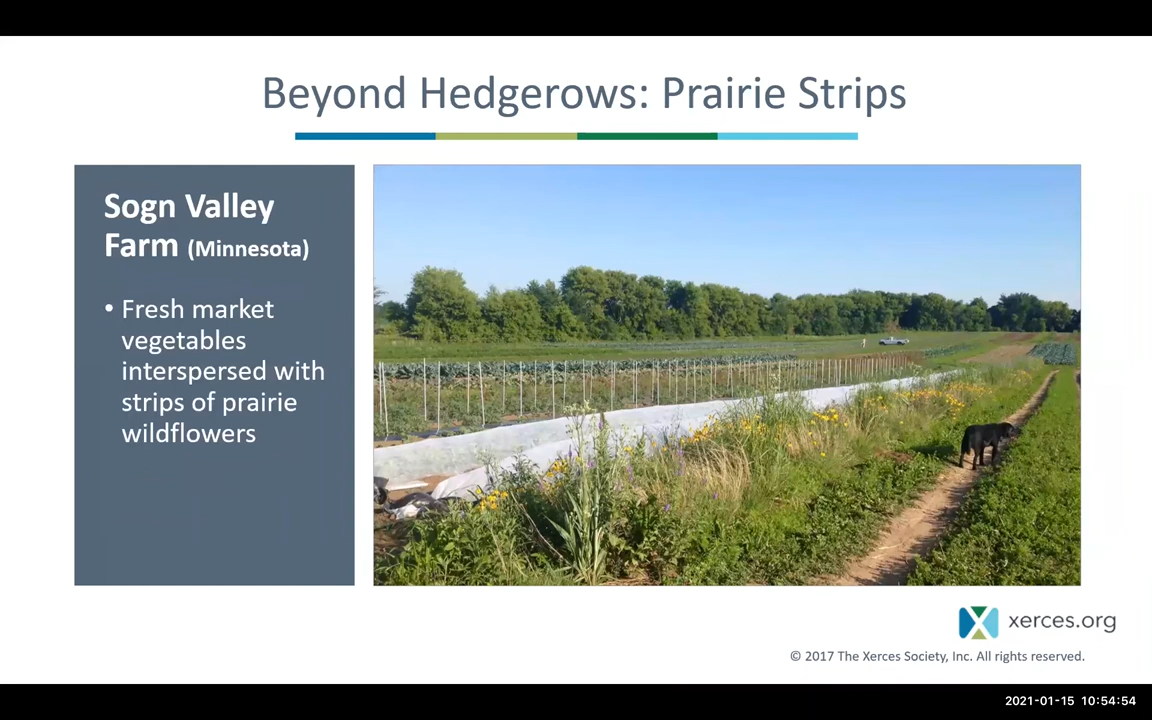 Beyond Hedgerows: Prairie Strips
Sogn Valley
Farm (Minnesota)
• Fresh market
vegetables
interspersed with
strips of prairie
wildflowers
xerces.org
© 2017 The Xerces Society, Inc. All rights reserved.
2021-01-15 10:54:54